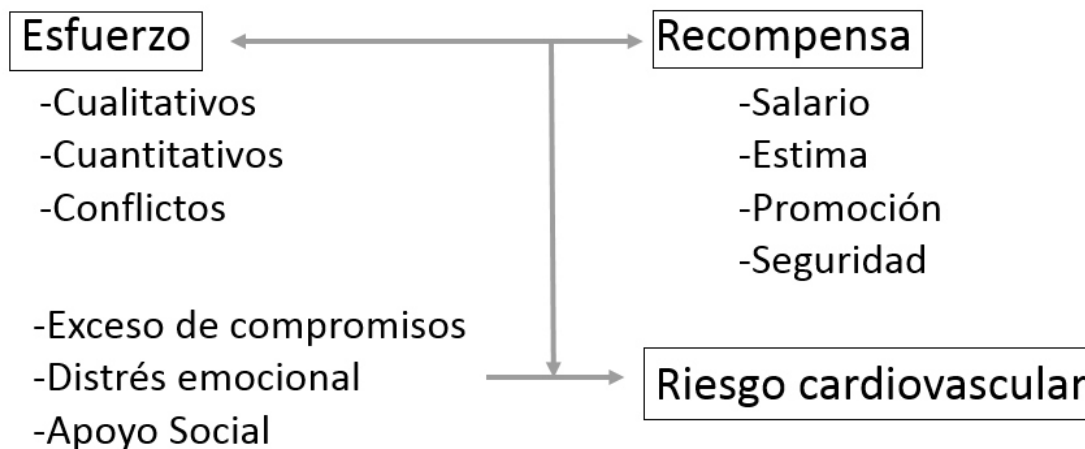 Esfuerzo
Recompensa
-Cualitativos
-Cuantitativos
-Conflictos
-Salario
-Estima
-Promoción
-Seguridad
-Exceso de compromisos
-Distrés emocional
-Apoyo Social
Riesgo cardiovascular